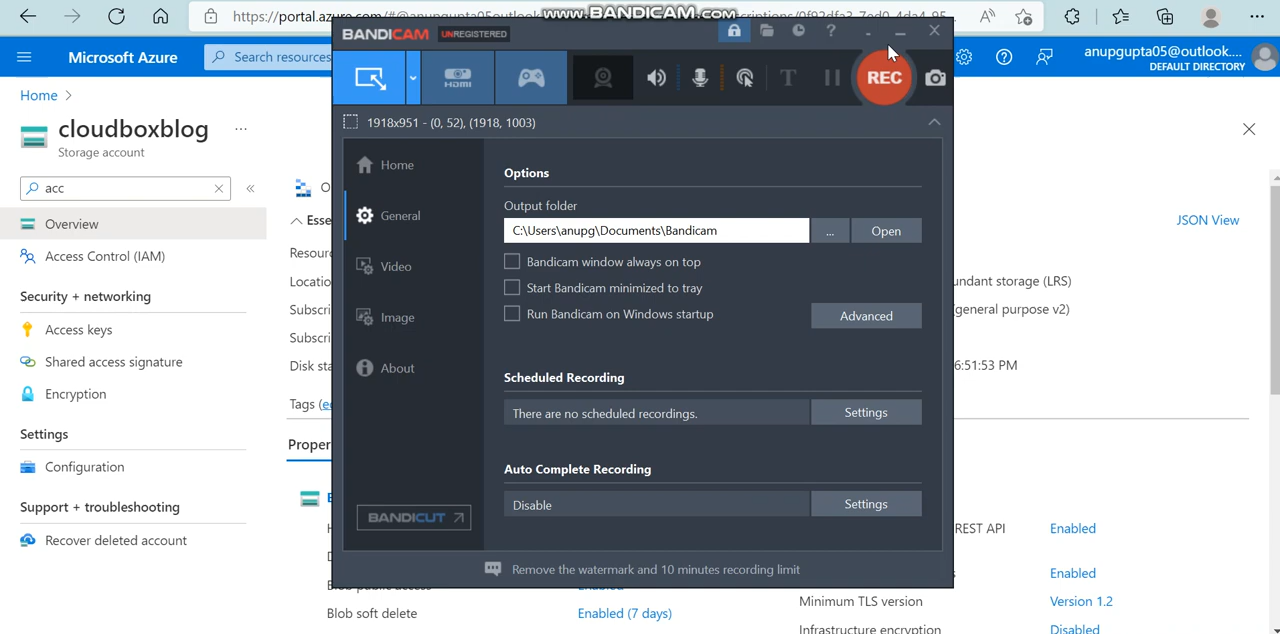 https://portal.azure.com/#@anupgupta05outlook
www.BANDICAM.com
BANDICAM UNREGISTERED
Microsoft Azure
Search resources
anupgupta05@outlook....
DEFAULT DIRECTORY
HDMI
T
REC
Home >
cloudboxblog ...
Storage account
1918x951 - (0, 52), (1918, 1003)
acc
Overview
Access Control (IAM)
Security + networking
Access keys
Shared access signature
Encryption
Settings
Configuration
Support + troubleshooting
Recover deleted account
Home
General
Video
Image
About
BANDICUT
Options
Output folder
C:\Users\anupg\Documents\Bandicam
...
Open
Bandicam window always on top
Start Bandicam minimized to tray
Run Bandicam on Windows startup
Advanced
Scheduled Recording
There are no scheduled recordings.
Settings
Auto Complete Recording
Disable
Settings
Remove the watermark and 10 minutes recording limit
JSON View
Tags
Blob soft delete
Enabled (7 days)
6:51:53 PM
REST API
Enabled
Enabled
Minimum TLS version
Version 1.2
Infrastructure encryption
Disabled